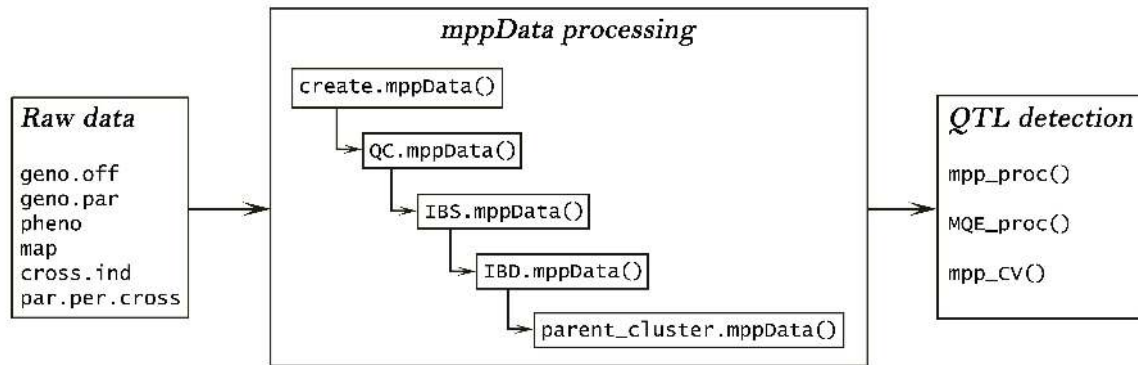 Raw data
geno.off
geno.par
pheno
map
cross.ind
par.per.cross
mppData processing
create.mppData()
QC.mppData()
IBS.mppData()
IBD.mppData()
parent_cluster.mppData()
QTL detection
mpp_proc()
MQE_proc()
mpp_CV()